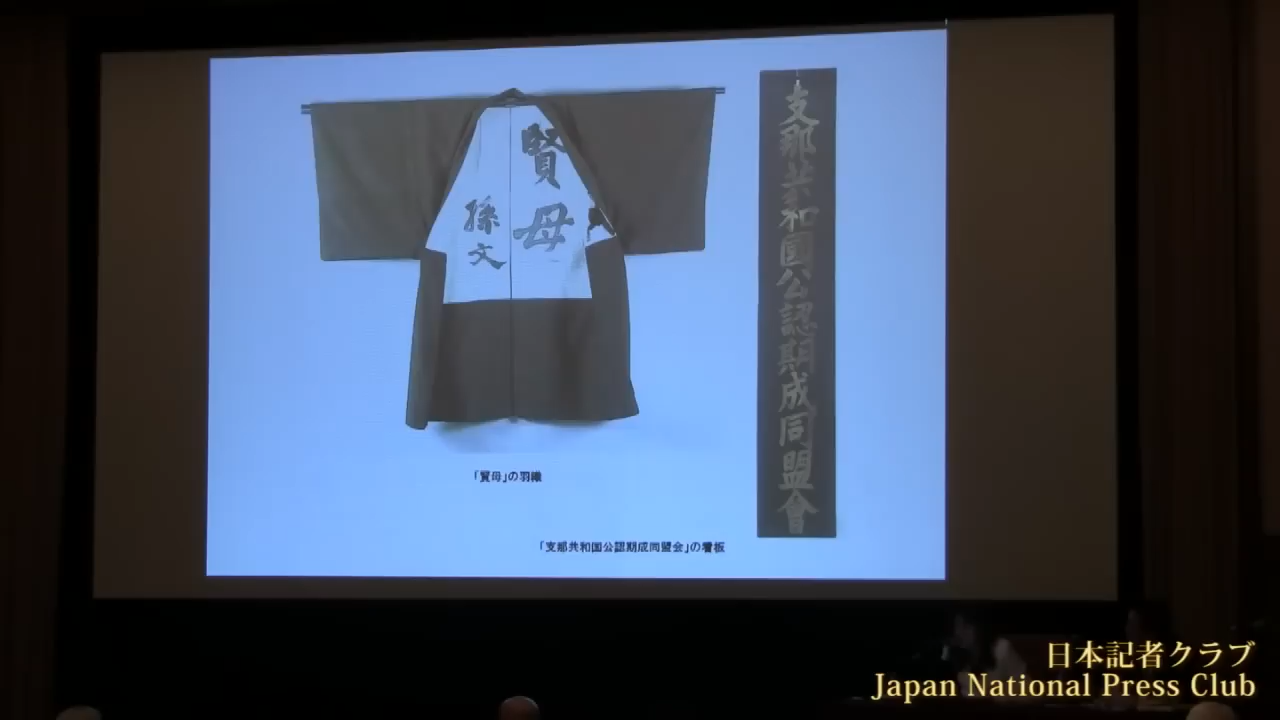 賢母
孫文
支那共和國公認期成同盟會
「賢母」の羽織
「支那共和国公認期成同盟会」の看板
日本記者クラブ
Japan National Press Club